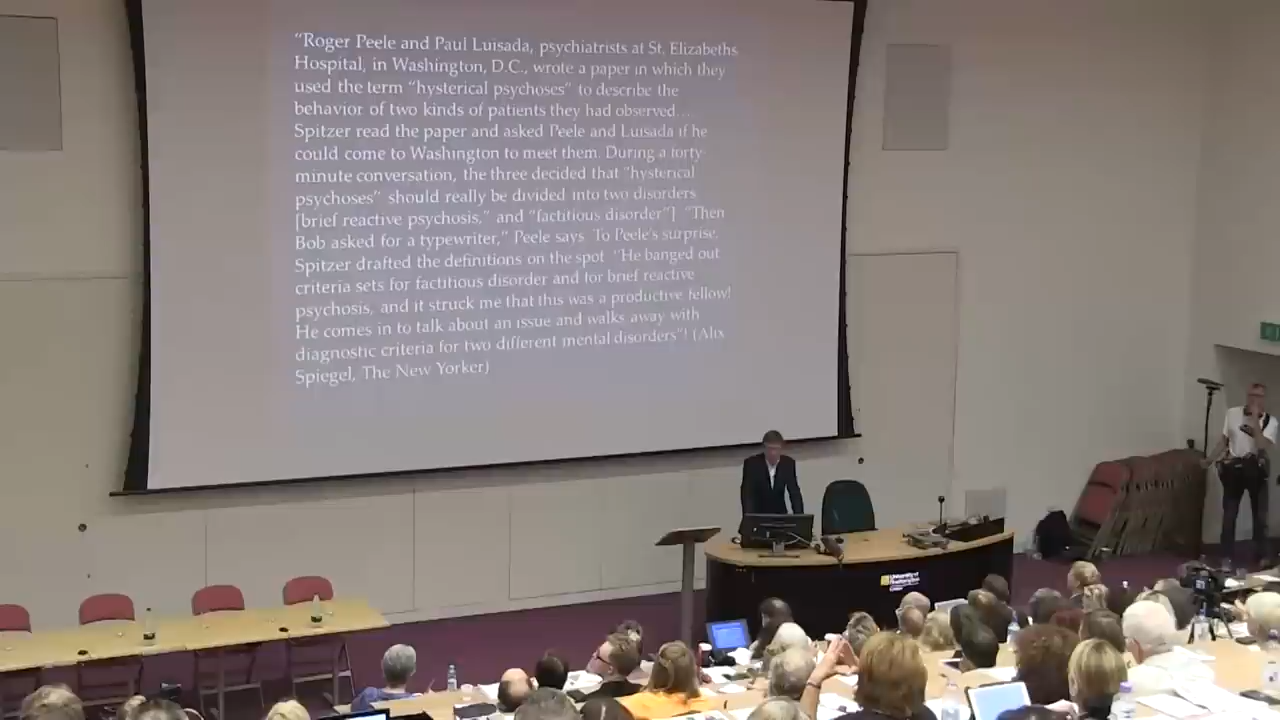 “Roger Peele and Paul Luisada, psychiatrists at St. Elizabeths
Hospital, in Washington, D.C., wrote a paper in which they
used the term “hysterical psychoses” to describe the
behavior of two kinds of patients they had observed…
Spitzer read the paper and asked Peele and Luisada if he
could come to Washington to meet them. During a forty-
minute conversation, the three decided that “hysterical
psychoses” should really be divided into two disorders
[brief reactive psychosis,” and “factitious disorder”] “Then
Bob asked for a typewriter,” Peele says. To Peele's surprise,
Spitzer drafted the definitions on the spot. “He banged out
criteria sets for factitious disorder and for brief reactive
psychosis, and it struck me that this was a productive fellow!
He comes in to talk about an issue and walks away with
diagnostic criteria for two different mental disorders”! (Alix
Spiegel, The New Yorker)
University of